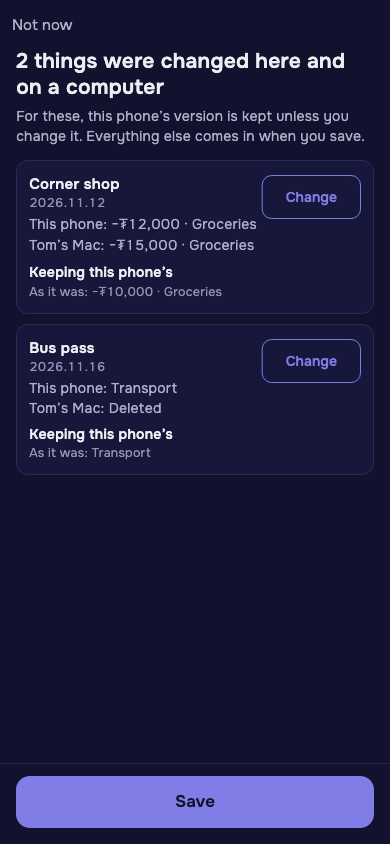 Not now
2 things were changed here and
on a computer
For these, this phone’s version is kept unless you
change it. Everything else comes in when you save.
Corner shop
2026.11.12
Change
This phone: −₮12,000 · Groceries
Tom’s Mac: −₮15,000 · Groceries
Keeping this phone’s
As it was: −₮10,000 · Groceries
Bus pass
2026.11.16
Change
This phone: Transport
Tom’s Mac: Deleted
Keeping this phone’s
As it was: Transport
Save